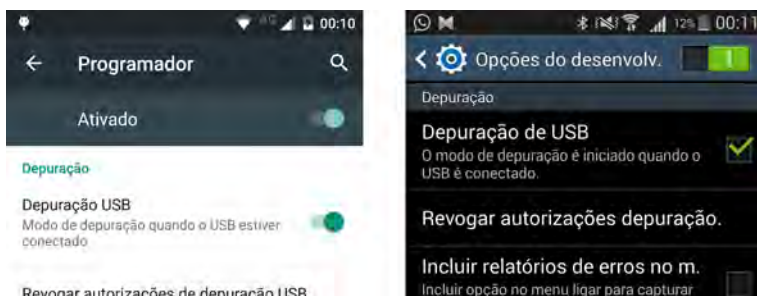 4G 00:10
Programador
Ativado
Depuração
Depuração USB
Modo de depuração quando o USB estiver
conectado
Revogar autorizações de depuração USB
12% 00:11
Opções do desenvolv.
Depuração
Depuração de USB
O modo de depuração é iniciado quando o
USB é conectado.
Revogar autorizações depuração.
Incluir relatórios de erros no m.
Incluir opção no menu ligar para capturar